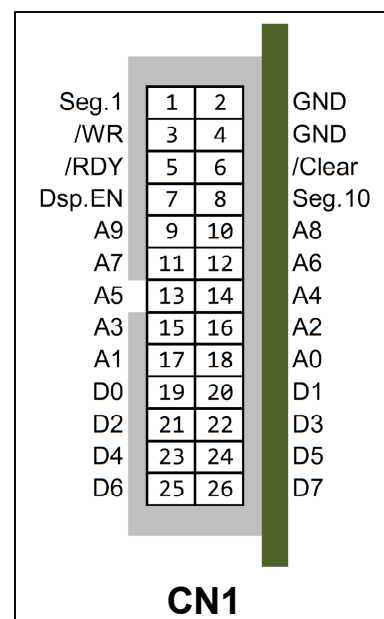 Seg.1 1 2 GND
/WR 3 4 GND
/RDY 5 6 /Clear
Dsp.EN 7 8 Seg.10
A9 9 10 A8
A7 11 12 A6
A5 13 14 A4
A3 15 16 A2
A1 17 18 A0
D0 19 20 D1
D2 21 22 D3
D4 23 24 D5
D6 25 26 D7
CN1